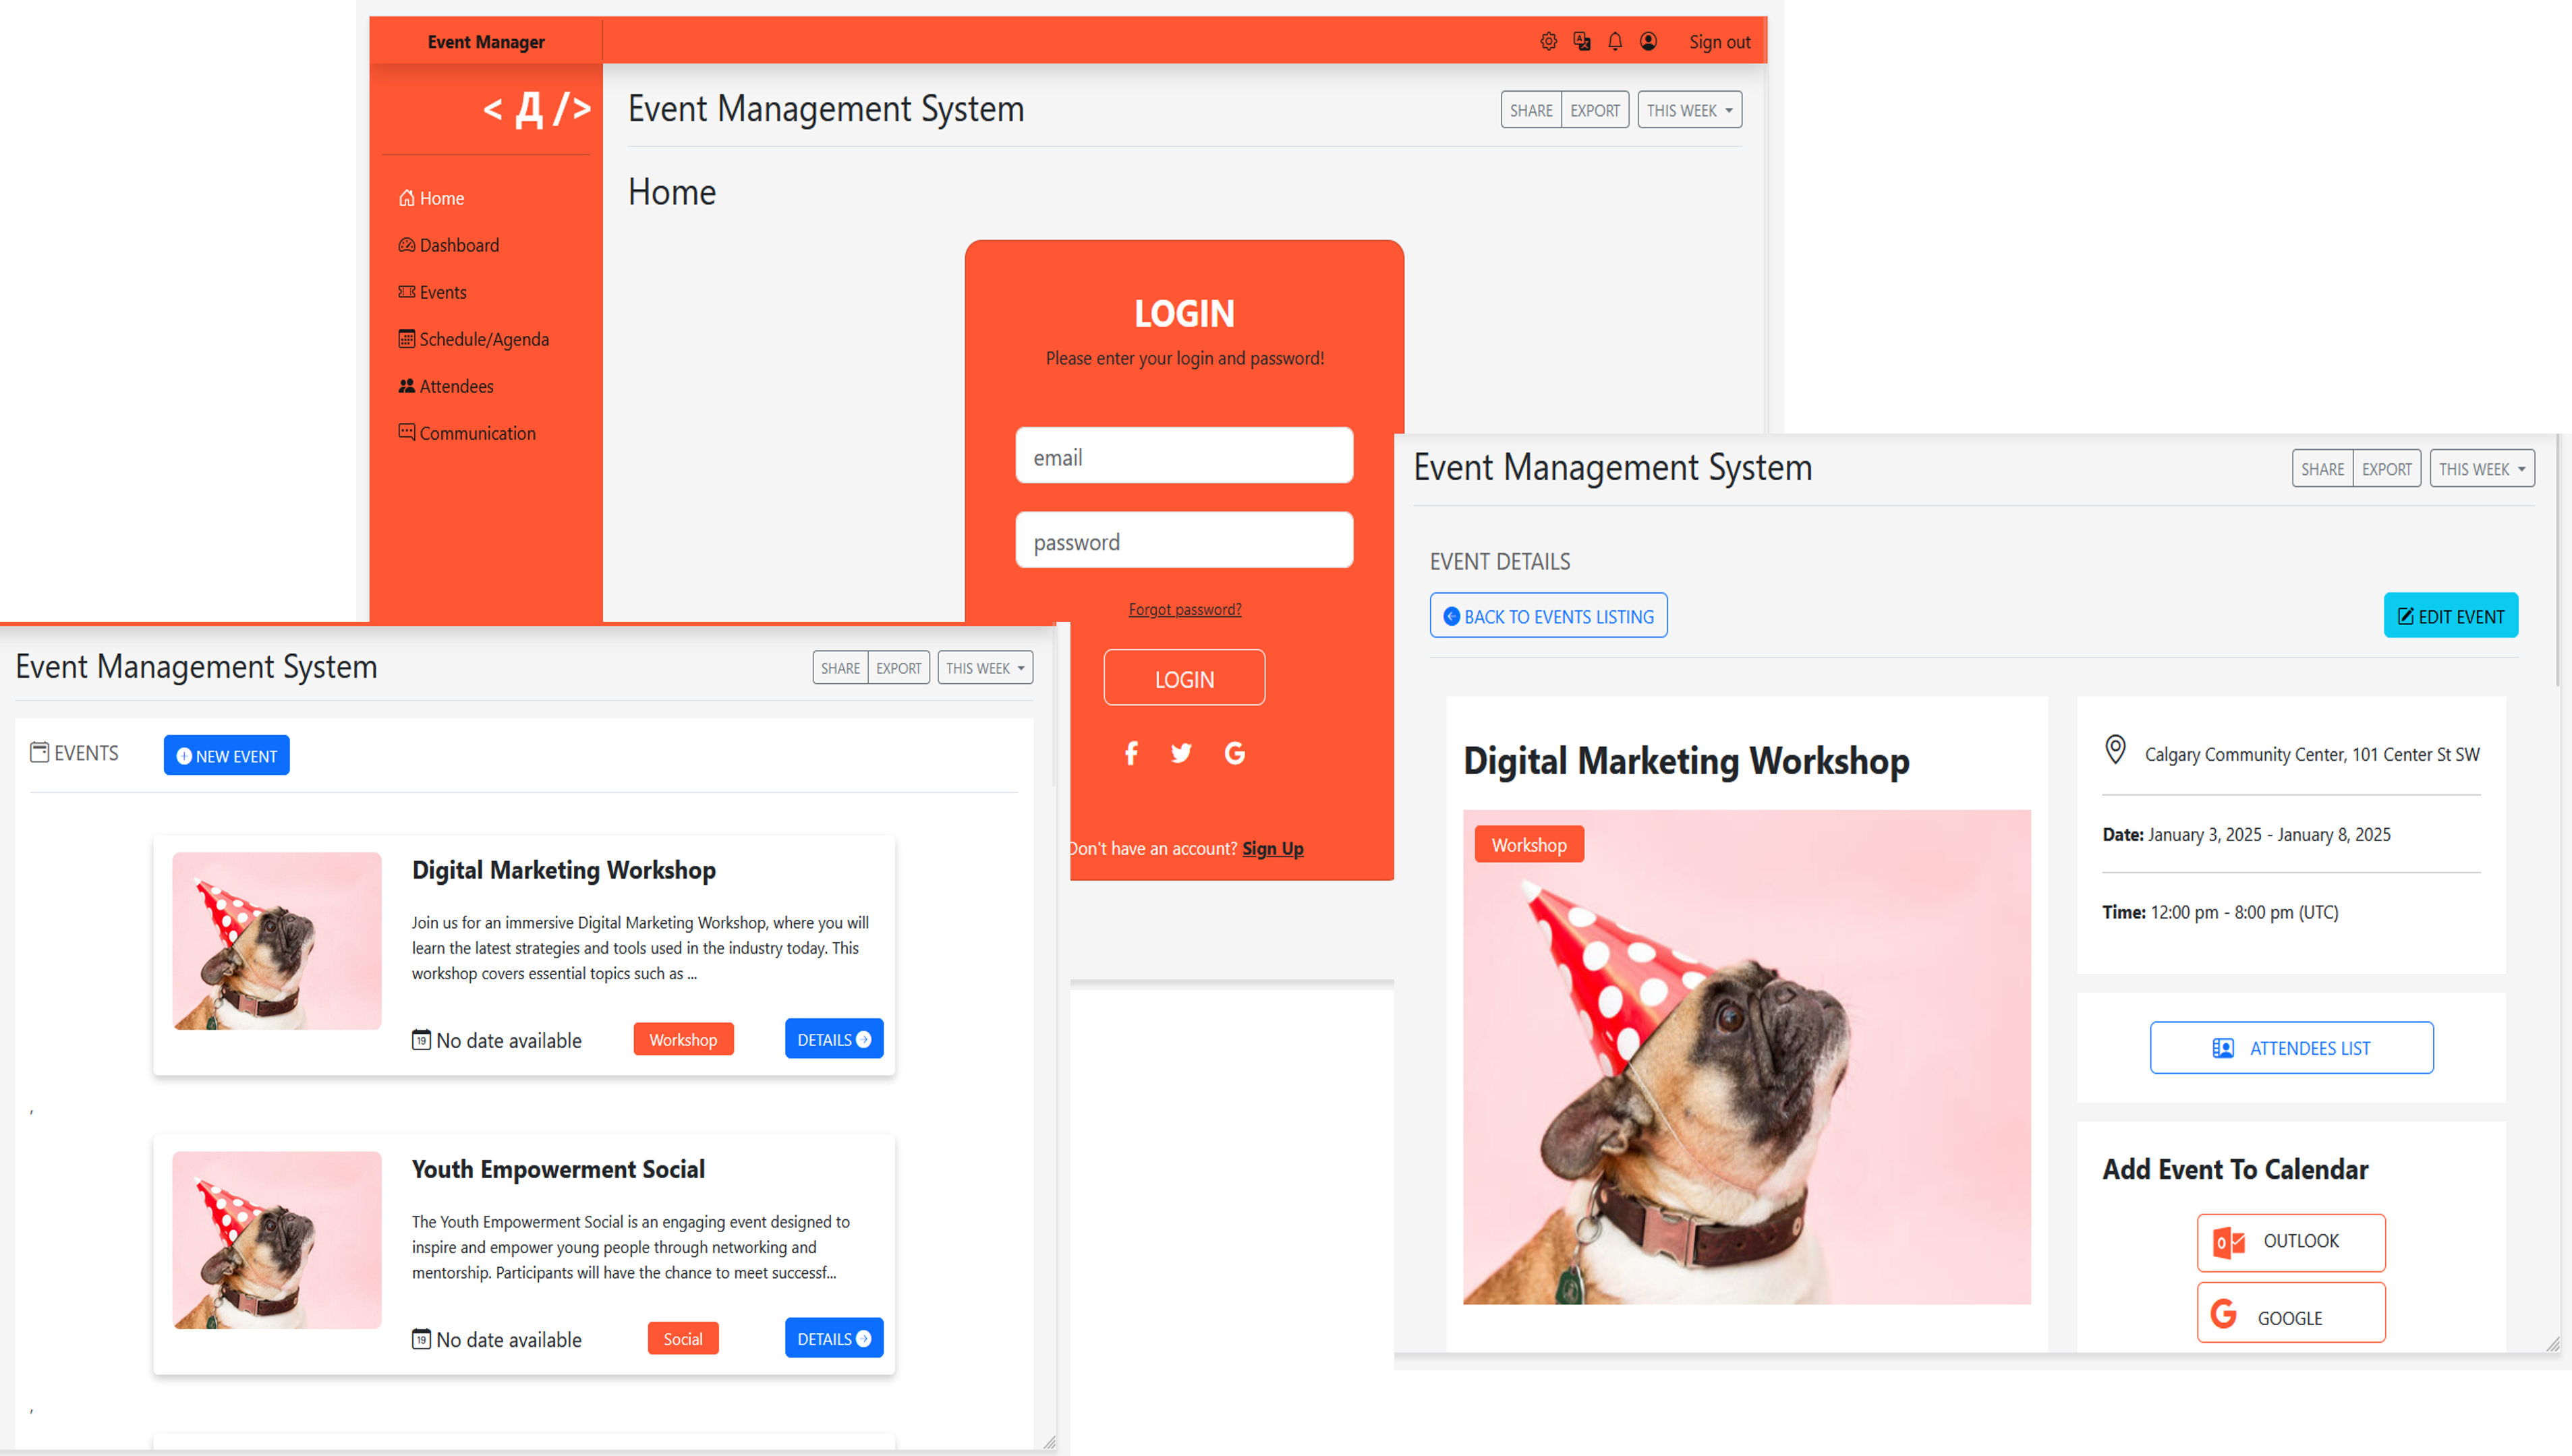 Event Manager
Sign out
< Д />
Event Management System
SHARE EXPORT THIS WEEK
Home
Home
Dashboard
Events
Schedule/Agenda
Attendees
Communication
LOGIN
Please enter your login and password!
email
password
Forgot password?
LOGIN
Don't have an account? Sign Up
Event Management System
SHARE EXPORT THIS WEEK
EVENTS
NEW EVENT
Digital Marketing Workshop
Join us for an immersive Digital Marketing Workshop, where you will
learn the latest strategies and tools used in the industry today. This
workshop covers essential topics such as ...
19 No date available
Workshop
DETAILS
,
Youth Empowerment Social
The Youth Empowerment Social is an engaging event designed to
inspire and empower young people through networking and
mentorship. Participants will have the chance to meet successf...
19 No date available
Social
DETAILS
,
Event Management System
SHARE EXPORT THIS WEEK
EVENT DETAILS
BACK TO EVENTS LISTING
EDIT EVENT
Digital Marketing Workshop
Workshop
Calgary Community Center, 101 Center St SW
Date: January 3, 2025 - January 8, 2025
Time: 12:00 pm - 8:00 pm (UTC)
ATTENDEES LIST
Add Event To Calendar
OUTLOOK
GOOGLE